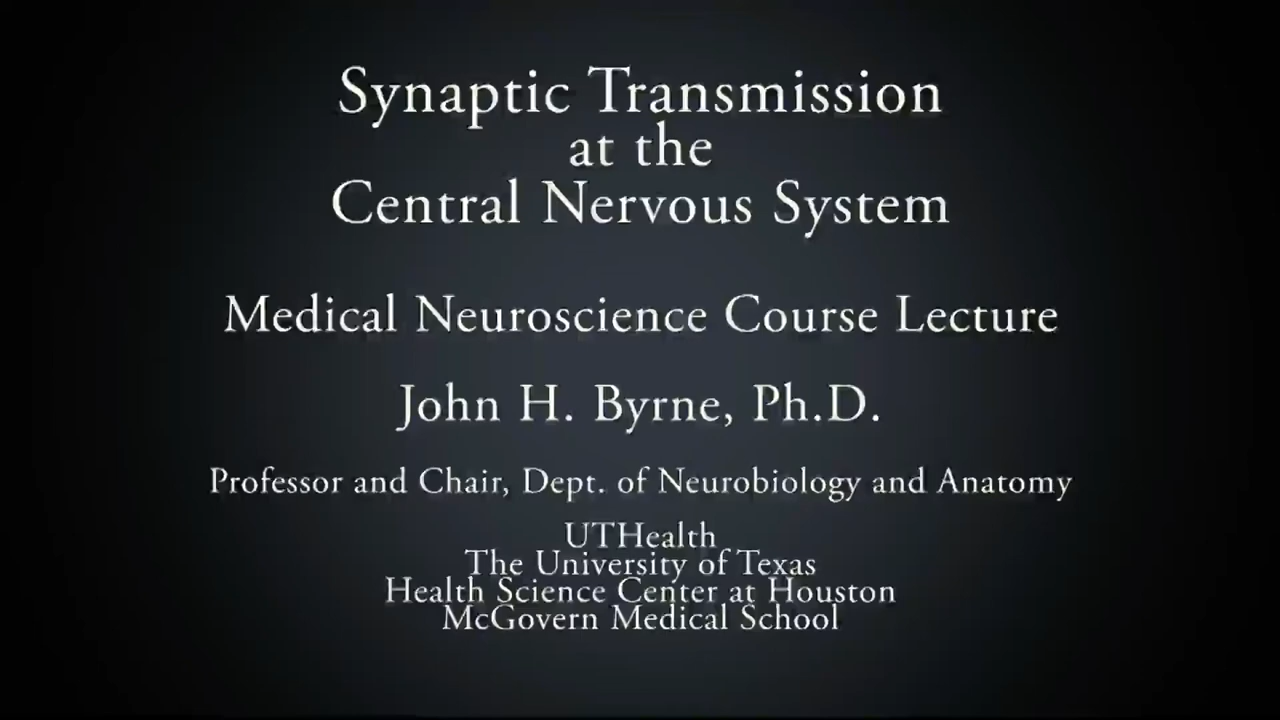 Synaptic Transmission
at the
Central Nervous System
Medical Neuroscience Course Lecture
John H. Byrne, Ph.D.
Professor and Chair, Dept. of Neurobiology and Anatomy
UTHealth
The University of Texas
Health Science Center at Houston
McGovern Medical School